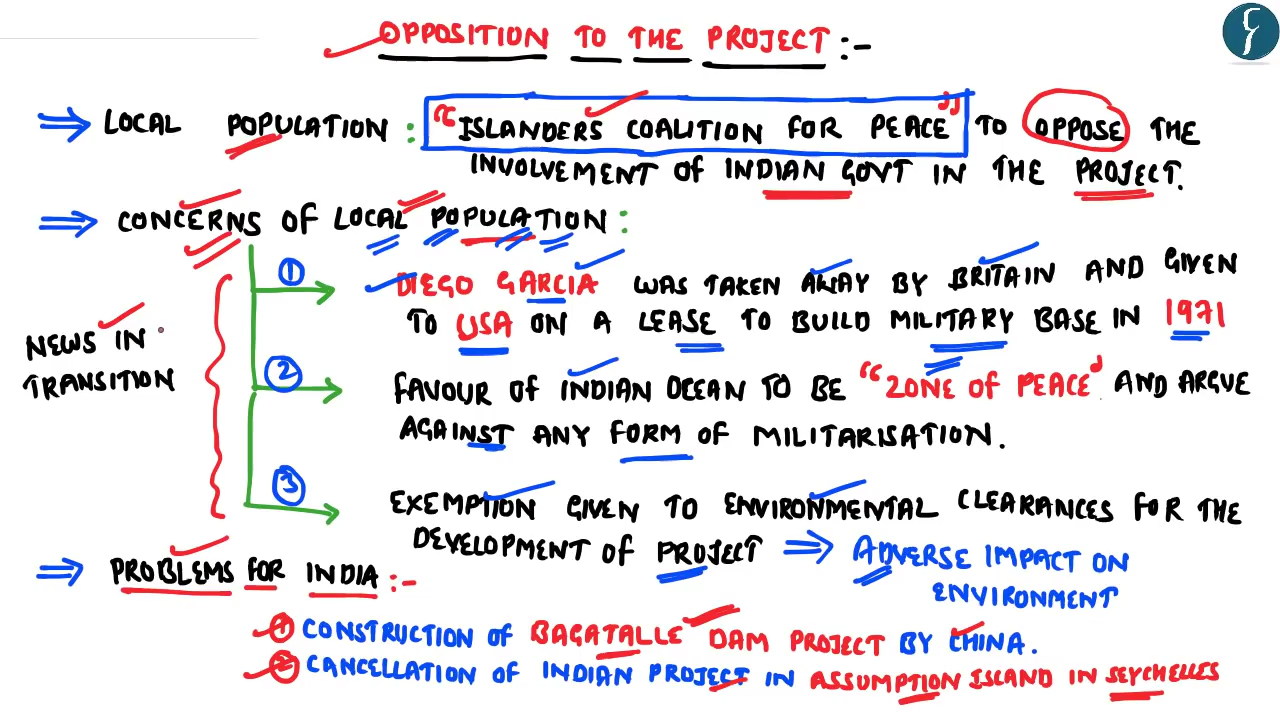 OPPOSITION TO THE PROJECT :-
⇒ LOCAL POPULATION : "ISLANDERS COALITION FOR PEACE" TO OPPOSE THE
INVOLVEMENT OF INDIAN GOVT IN THE PROJECT.
⇒ CONCERNS OF LOCAL POPULATION :
① DIEGO GARCIA WAS TAKEN AWAY BY BRITAIN AND GIVEN
TO USA ON A LEASE TO BUILD MILITARY BASE IN 1971
NEWS IN
TRANSITION
② FAVOUR OF INDIAN OCEAN TO BE "ZONE OF PEACE" AND ARGUE
AGAINST ANY FORM OF MILITARISATION.
③ EXEMPTION GIVEN TO ENVIRONMENTAL CLEARANCES FOR THE
DEVELOPMENT OF PROJECT ⇒ ADVERSE IMPACT ON
ENVIRONMENT
⇒ PROBLEMS FOR INDIA :-
① CONSTRUCTION OF BAGATALLE DAM PROJECT BY CHINA.
② CANCELLATION OF INDIAN PROJECT IN ASSUMPTION ISLAND IN SEYCHELLES